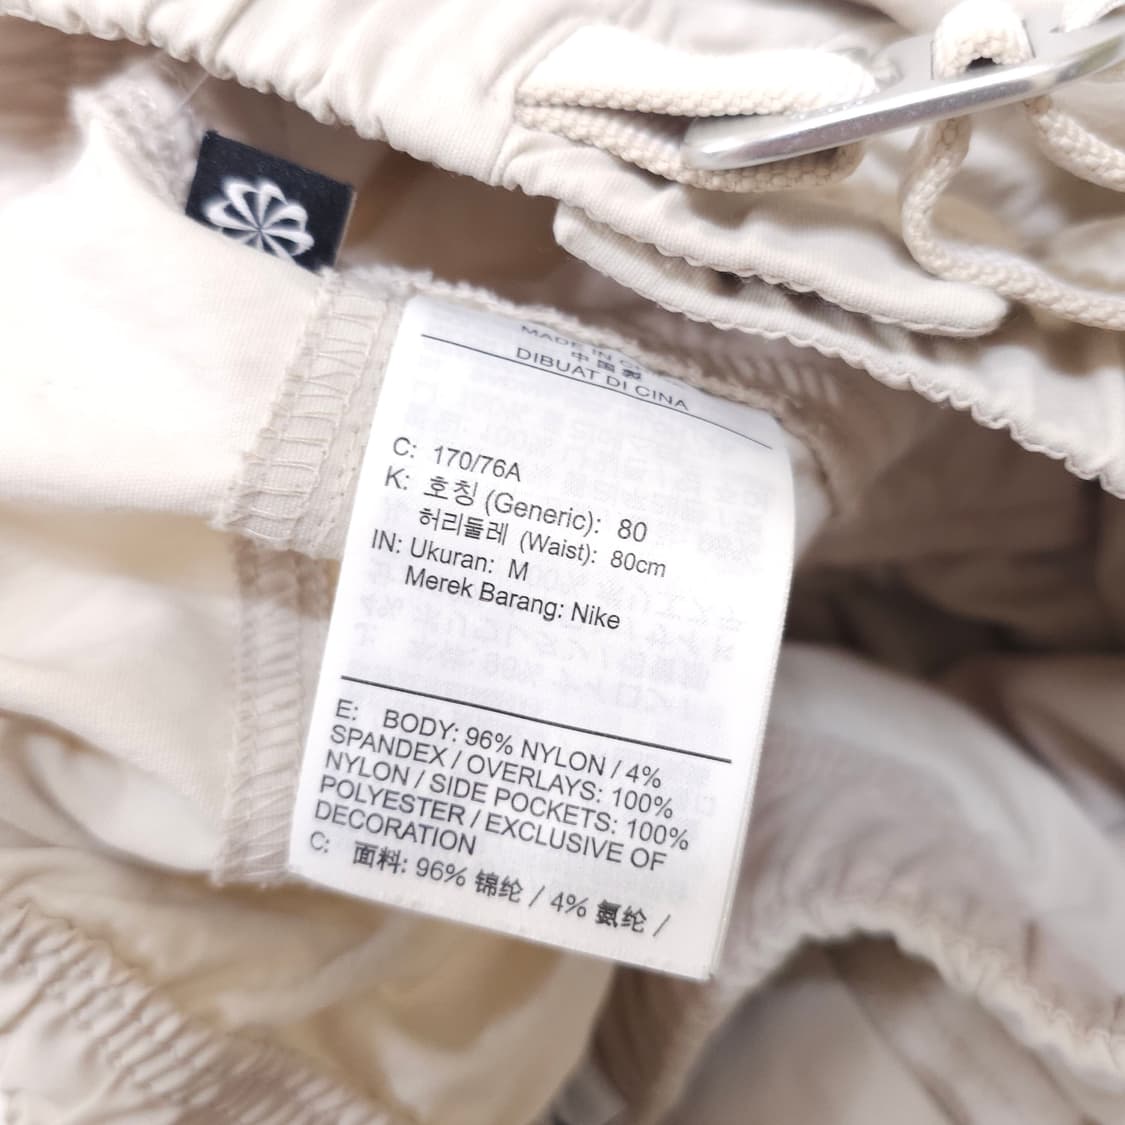 MADE IN
中国製
DIBUAT DI CINA
C: 170/76A
K: 호칭 (Generic): 80
허리둘레 (Waist): 80cm
IN: Ukuran: M
Merek Barang: Nike
E: BODY: 96% NYLON / 4%
SPANDEX / OVERLAYS: 100%
NYLON / SIDE POCKETS: 100%
POLYESTER / EXCLUSIVE OF
DECORATION
C: 面料: 96% 锦纶 / 4% 氨纶 /